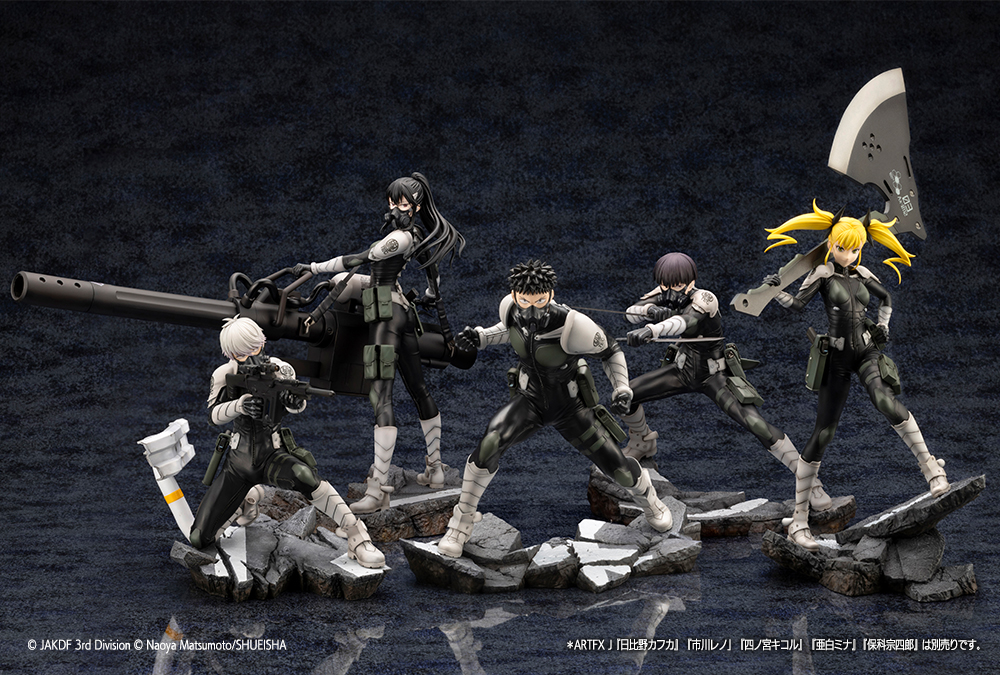 © JAKDF 3rd Division © Naoya Matsumoto/SHUEISHA
*ARTFX J『日比野カフカ』『市川レノ』『四ノ宮キコル』『亜白ミナ』『保科宗四郎』は別売りです。